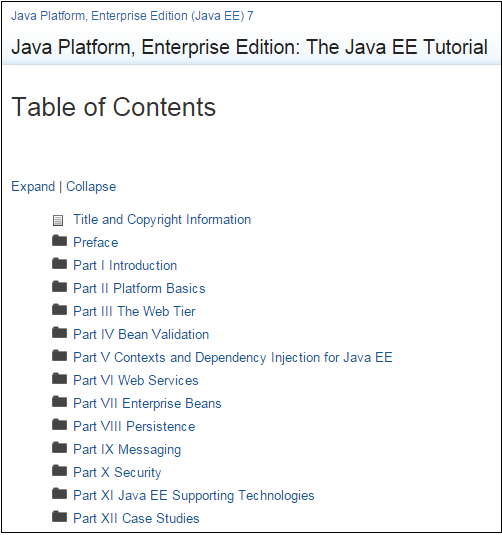 Java Platform, Enterprise Edition (Java EE) 7
Java Platform, Enterprise Edition: The Java EE Tutorial
Table of Contents
Expand | Collapse
Title and Copyright Information
Preface
Part I Introduction
Part II Platform Basics
Part III The Web Tier
Part IV Bean Validation
Part V Contexts and Dependency Injection for Java EE
Part VI Web Services
Part VII Enterprise Beans
Part VIII Persistence
Part IX Messaging
Part X Security
Part XI Java EE Supporting Technologies
Part XII Case Studies